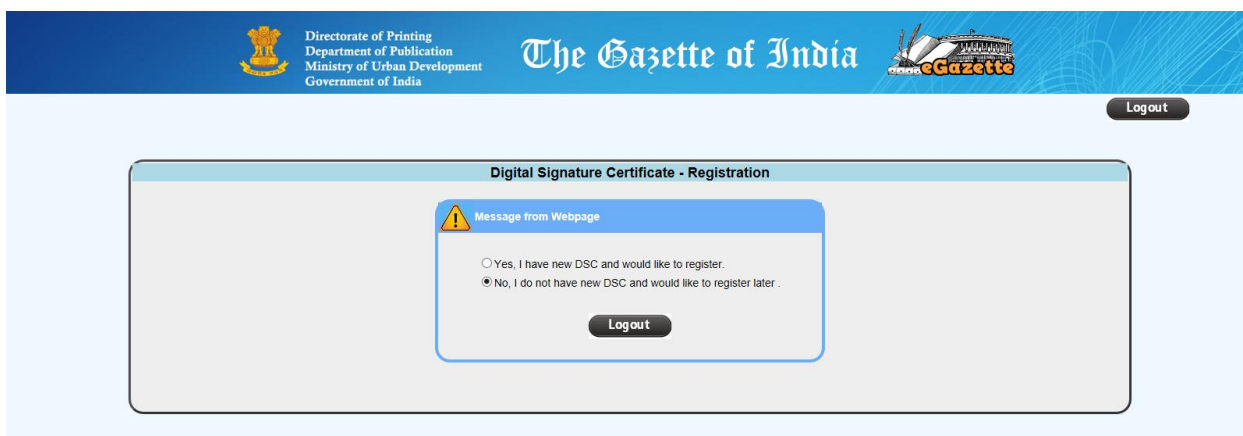 Directorate of Printing
Department of Publication
Ministry of Urban Development
Government of India
The Gazette of India
eGazette
Logout
Digital Signature Certificate - Registration
Message from Webpage
Yes, I have new DSC and would like to register.
No, I do not have new DSC and would like to register later .
Logout